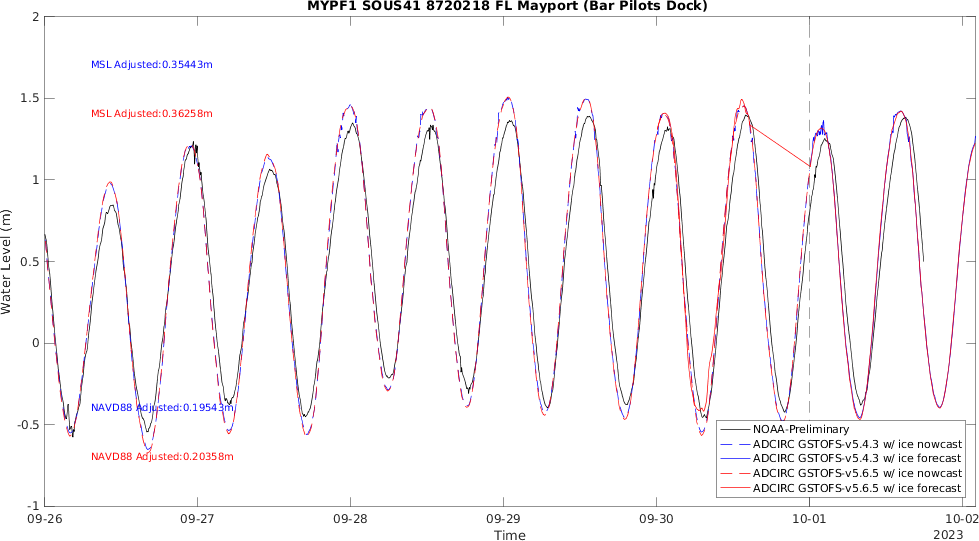 MYPF1 SOUS41 8720218 FL Mayport (Bar Pilots Dock)
2
MSL Adjusted:0.35443m
1.5
MSL Adjusted:0.36258m
1
Water Level (m)
0.5
0
NAVD88 Adjusted:0.19543m
-0.5
NAVD88 Adjusted:0.20358m
NOAA-Preliminary
ADCIRC GSTOFS-v5.4.3 w/ ice nowcast
ADCIRC GSTOFS-v5.4.3 w/ ice forecast
ADCIRC GSTOFS-v5.6.5 w/ ice nowcast
ADCIRC GSTOFS-v5.6.5 w/ ice forecast
-1
09-26 09-27 09-28 09-29 09-30 10-01 10-02
Time 2023